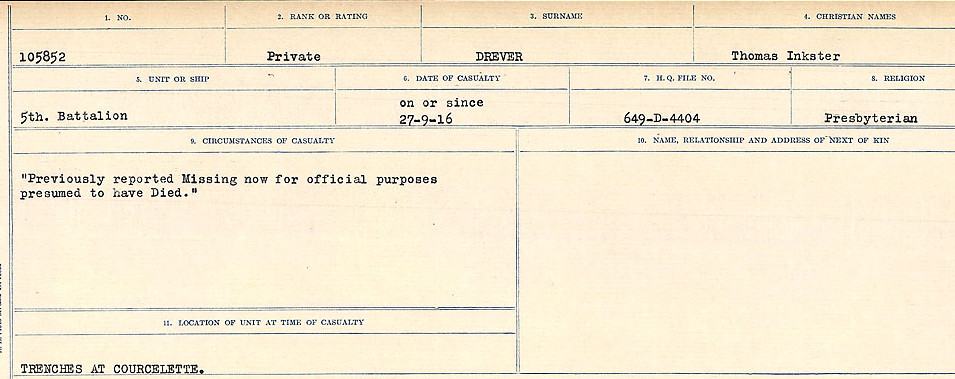 1. NO. 2. RANK OR RATING 3. SURNAME 4. CHRISTIAN NAMES
105852 Private DREVER Thomas Inkster
5. UNIT OR SHIP 6. DATE OF CASUALTY 7. H. Q. FILE NO. 8. RELIGION
on or since
5th. Battalion 27-9-16 649-D-4404 Presbyterian
9. CIRCUMSTANCES OF CASUALTY 10. NAME, RELATIONSHIP AND ADDRESS OF NEXT OF KIN
"Previously reported Missing now for official purposes
presumed to have Died."
11. LOCATION OF UNIT AT TIME OF CASUALTY
TRENCHES AT COURCELETTE.